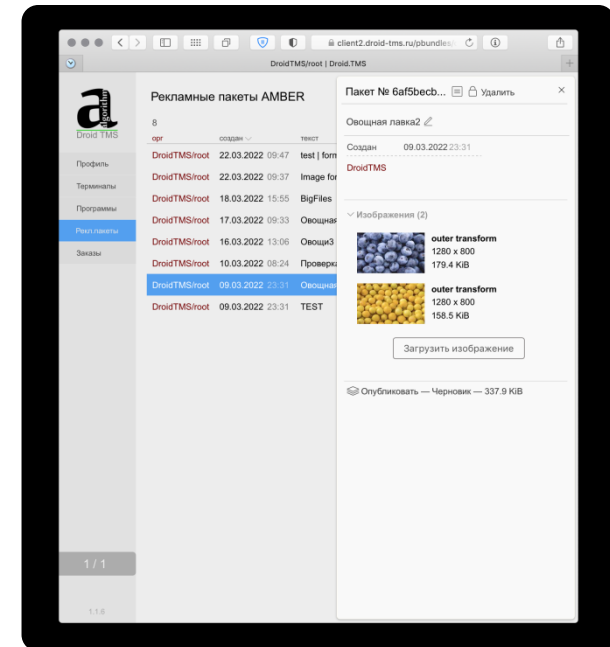 client2.droid-tms.ru/pbundles/
DroidTMS/root | Droid.TMS
a
algorithm
Droid TMS
Профиль
Терминалы
Программы
Рекл.пакеты
Заказы
1 / 1
1.1.6
Рекламные пакеты AMBER
8
орг создан текст
DroidTMS/root 22.03.2022 09:47 test | form
DroidTMS/root 22.03.2022 09:37 Image for
DroidTMS/root 18.03.2022 15:55 BigFiles
DroidTMS/root 17.03.2022 09:33 Овощная
DroidTMS/root 16.03.2022 13:06 Овощи3
DroidTMS/root 10.03.2022 08:24 Проверка
DroidTMS/root 09.03.2022 23:31 Овощная
DroidTMS/root 09.03.2022 23:31 TEST
Пакет № 6af5becb... Удалить
Овощная лавка2
Создан 09.03.2022 23:31
DroidTMS
Изображения (2)
outer transform
1280 x 800
179.4 KiB
outer transform
1280 x 800
158.5 KiB
Загрузить изображение
Опубликовать — Черновик — 337.9 KiB